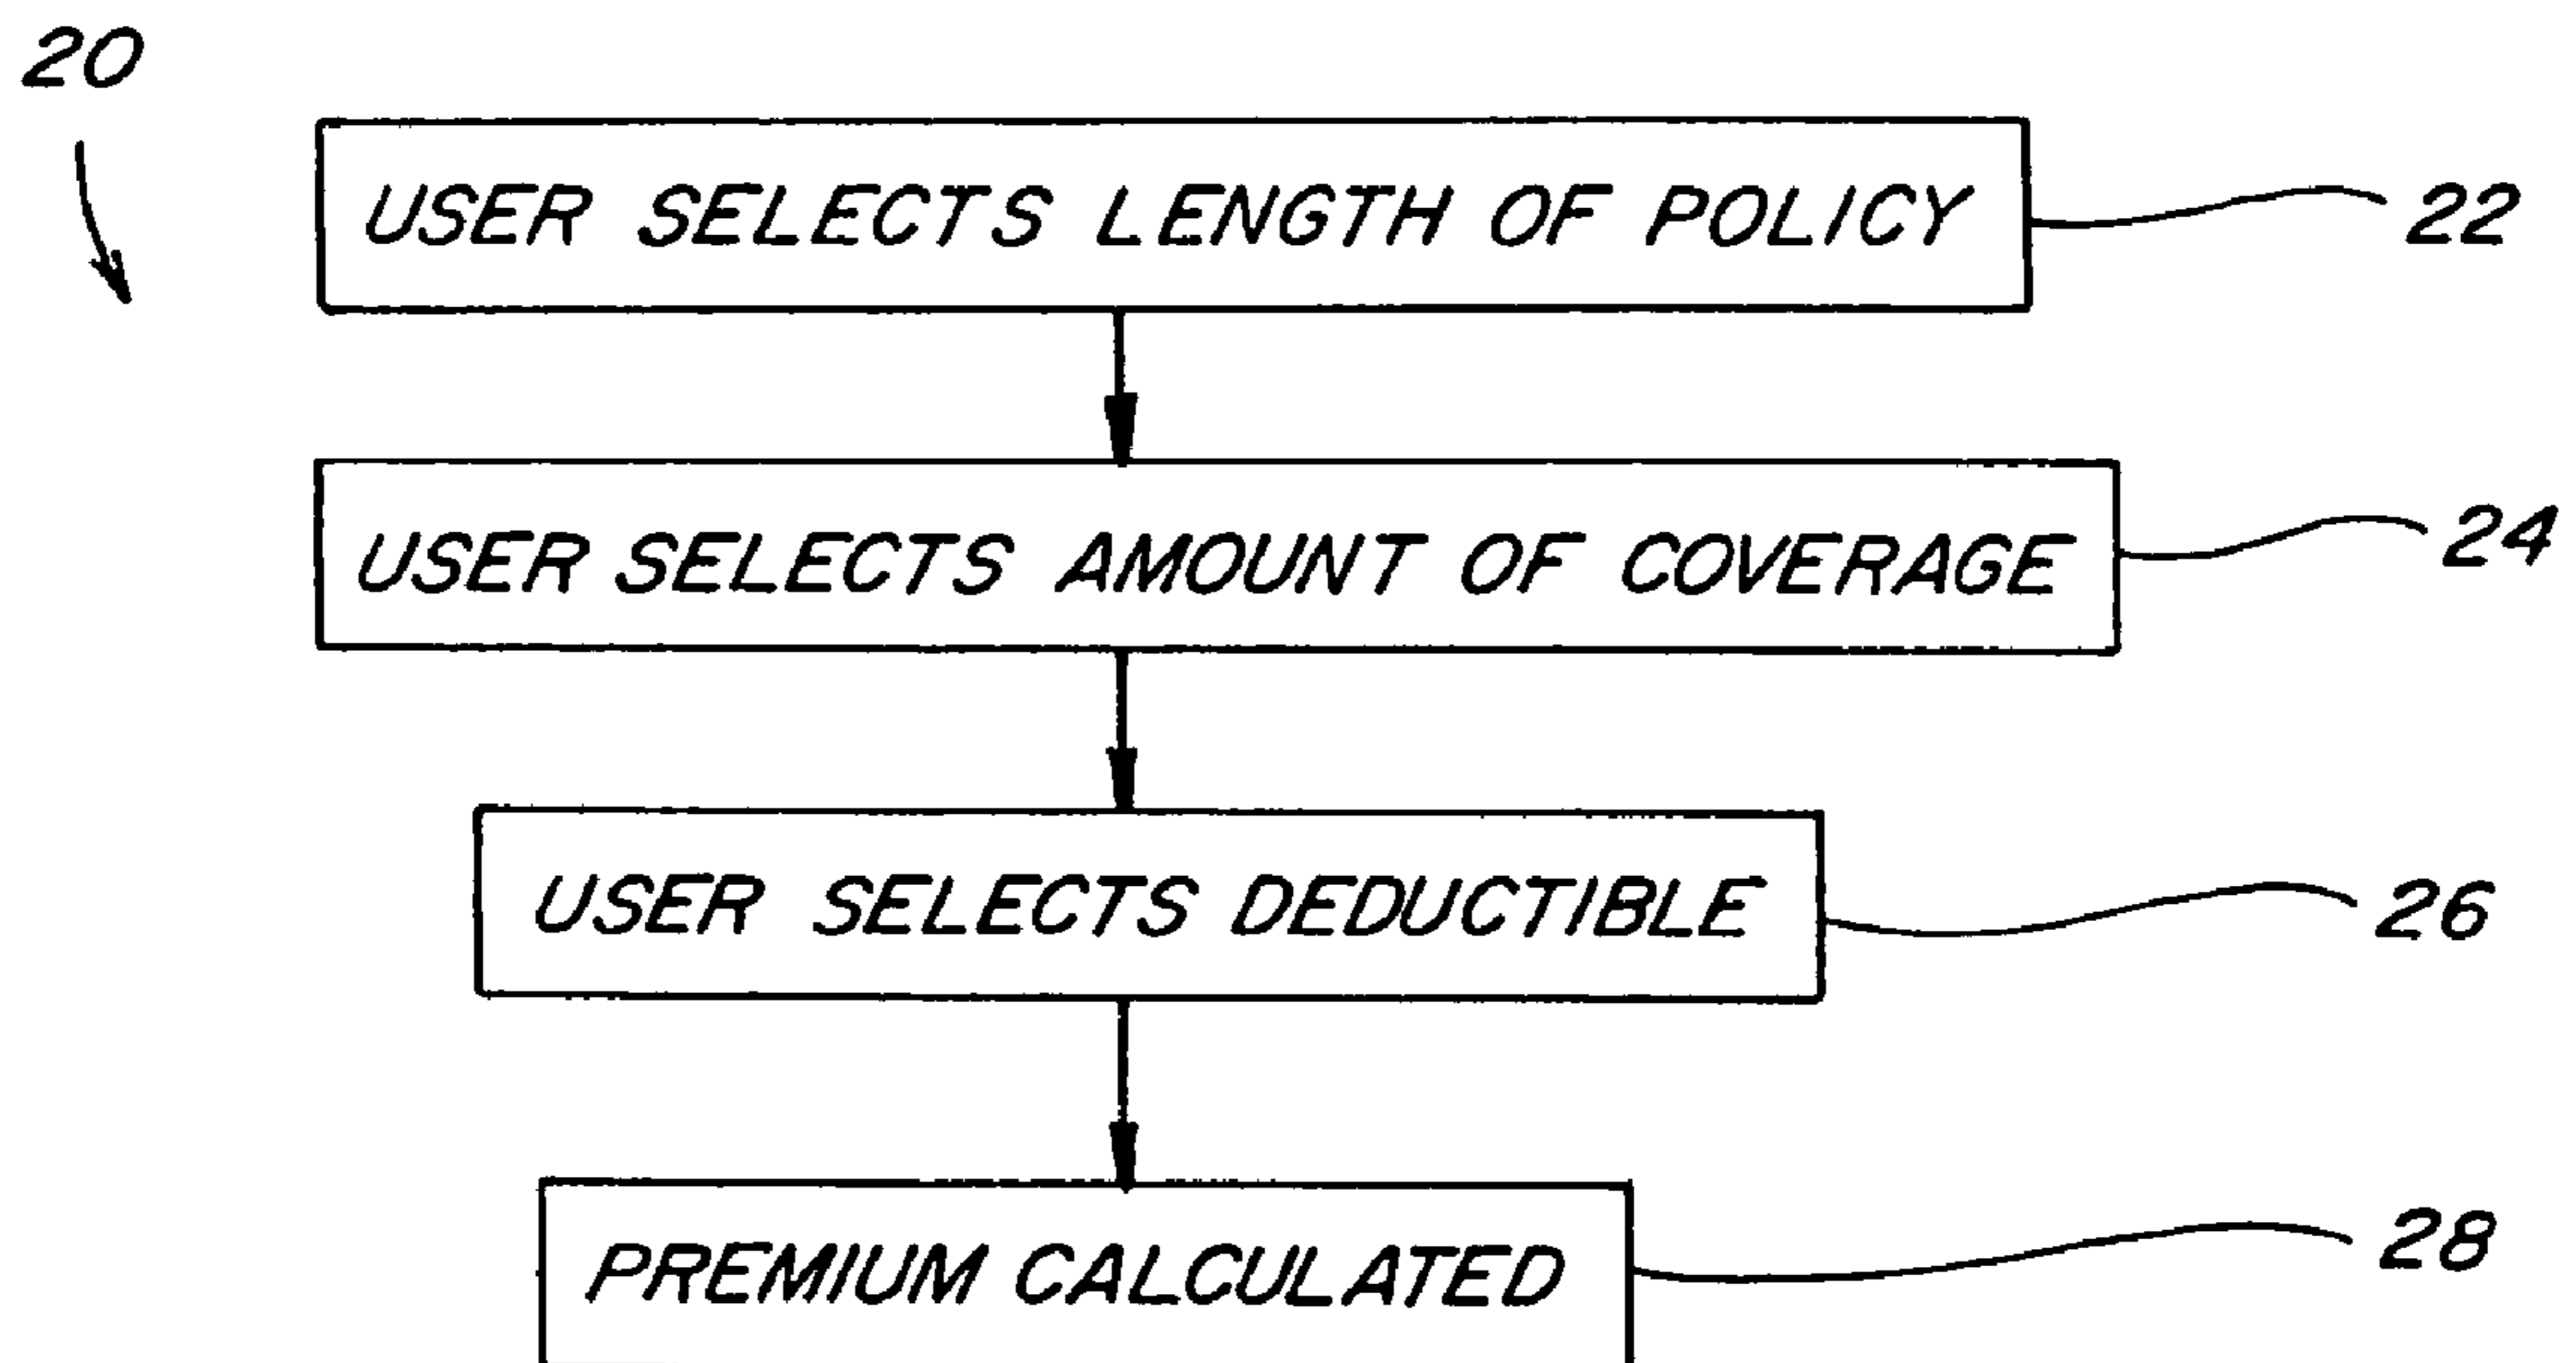 20
USER SELECTS LENGTH OF POLICY
22
USER SELECTS AMOUNT OF COVERAGE
24
USER SELECTS DEDUCTIBLE
26
PREMIUM CALCULATED
28